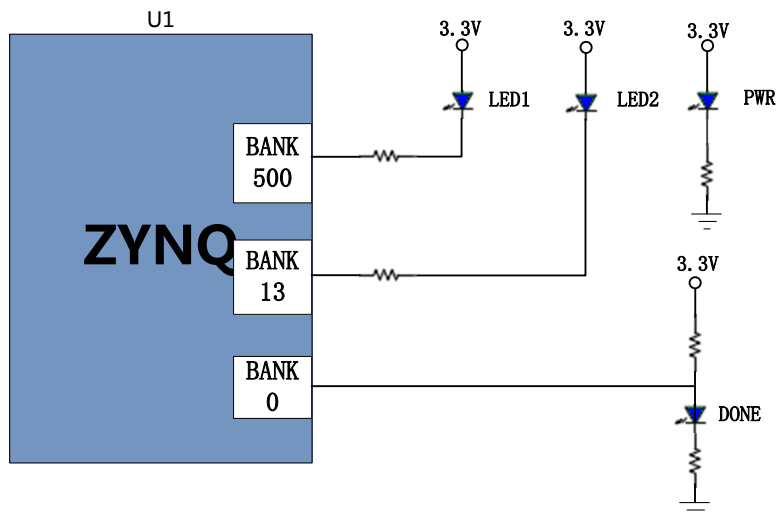 U1
3.3V
3.3V
3.3V
LED1
LED2
PWR
BANK
500
ZYNQ
BANK
13
3.3V
BANK
0
DONE